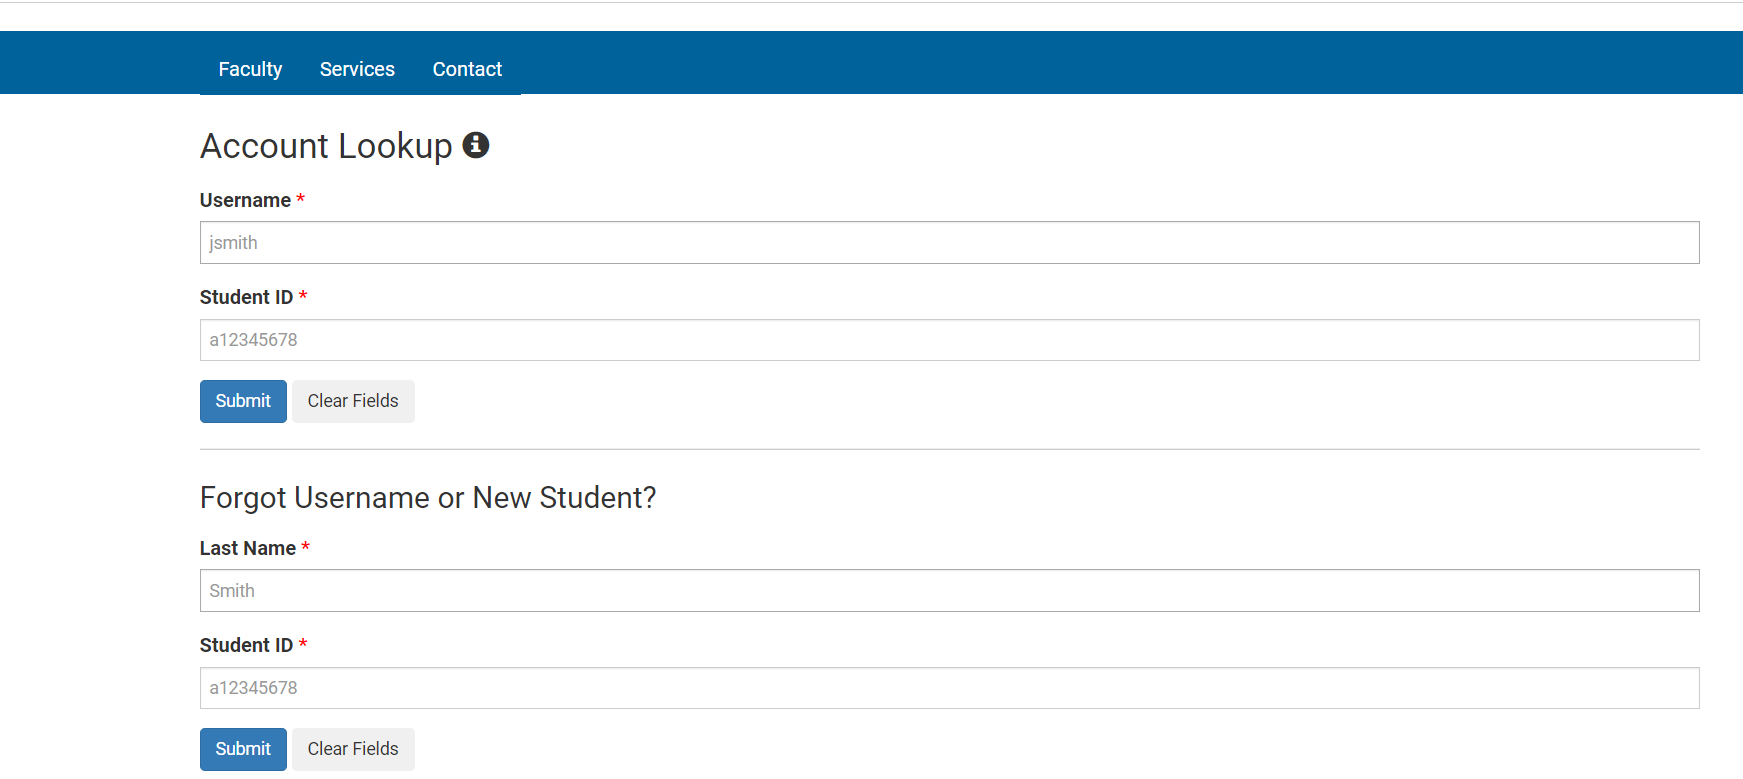 Faculty Services Contact
Account Lookup
Username *
jsmith
Student ID *
a12345678
Submit Clear Fields
Forgot Username or New Student?
Last Name *
Smith
Student ID *
a12345678
Submit Clear Fields